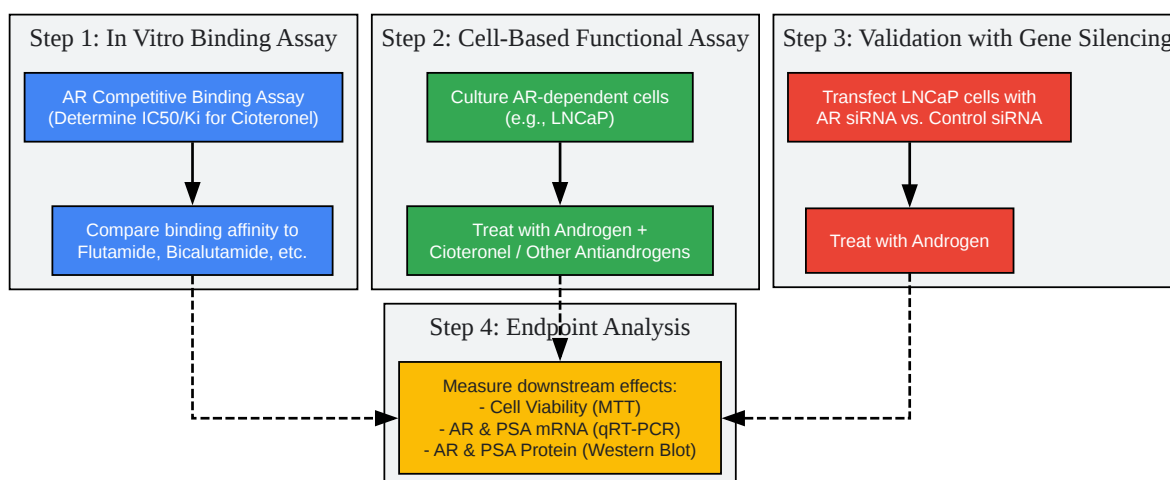 Step 1: In Vitro Binding Assay
AR Competitive Binding Assay
(Determine IC50/Ki for Cioteronel)
Compare binding affinity to
Flutamide, Bicalutamide, etc.
Step 2: Cell-Based Functional Assay
Culture AR-dependent cells
(e.g., LNCaP)
Treat with Androgen +
Cioteronel / Other Antiandrogens
Step 3: Validation with Gene Silencing
Transfect LNCaP cells with
AR siRNA vs. Control siRNA
Treat with Androgen
Step 4: Endpoint Analysis
Measure downstream effects:
- Cell Viability (MTT)
- AR & PSA mRNA (qRT-PCR)
- AR & PSA Protein (Western Blot)